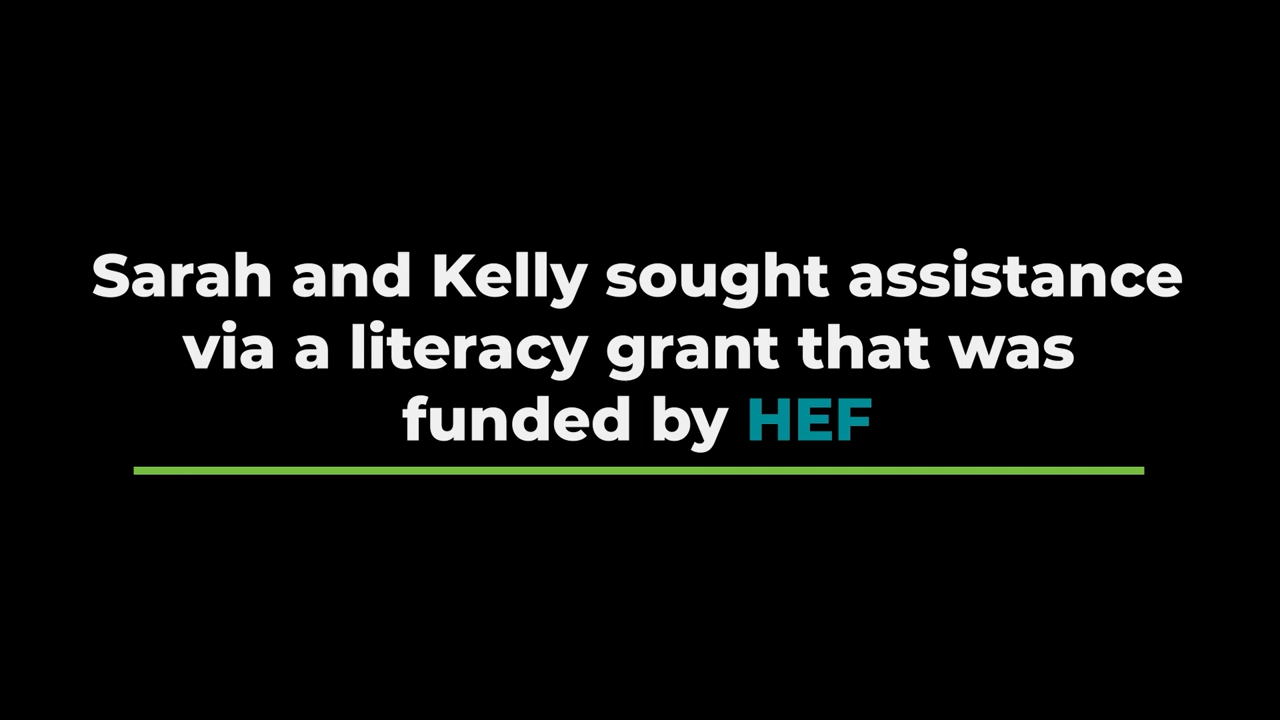 Sarah and Kelly sought assistance
via a literacy grant that was
funded by HEF